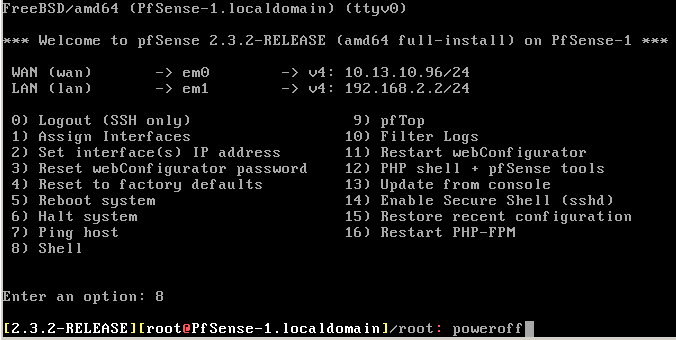 FreeBSD/amd64 (PfSense-1.localdomain) (ttyv0)
*** Welcome to pfSense 2.3.2-RELEASE (amd64 full-install) on PfSense-1 ***
WAN (wan) -> em0 -> v4: 10.13.10.96/24
LAN (lan) -> em1 -> v4: 192.168.2.2/24
0) Logout (SSH only) 9) pfTop
1) Assign Interfaces 10) Filter Logs
2) Set interface(s) IP address 11) Restart webConfigurator
3) Reset webConfigurator password 12) PHP shell + pfSense tools
4) Reset to factory defaults 13) Update from console
5) Reboot system 14) Enable Secure Shell (sshd)
6) Halt system 15) Restore recent configuration
7) Ping host 16) Restart PHP-FPM
8) Shell
Enter an option: 8
[2.3.2-RELEASE][root@PfSense-1.localdomain]/root: poweroff